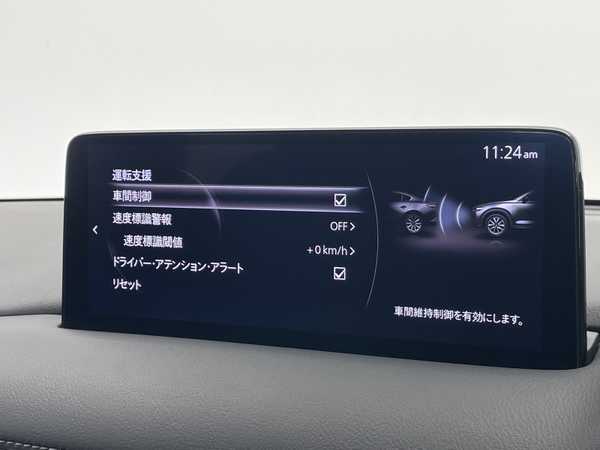 11:24am
運転支援
車間制御
速度標識警報 OFF
速度標識閾値 +0km/h
ドライバー・アテンション・アラート
リセット
車間維持制御を有効にします。